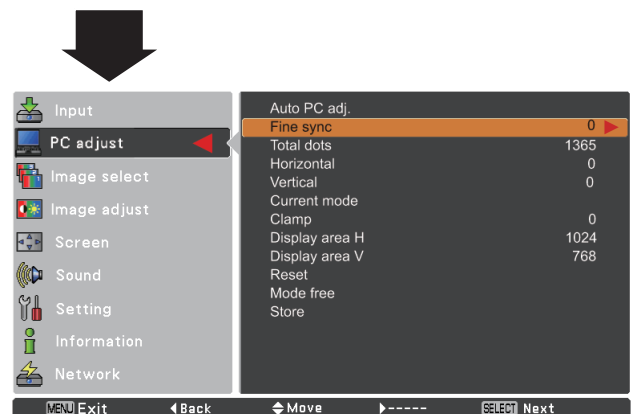 Input
PC adjust
Image select
Image adjust
Screen
Sound
Setting
Information
Network
Auto PC adj.
Fine sync 0
Total dots 1365
Horizontal 0
Vertical 0
Current mode
Clamp 0
Display area H 1024
Display area V 768
Reset
Mode free
Store
MENU Exit Back Move ----- SELECT Next